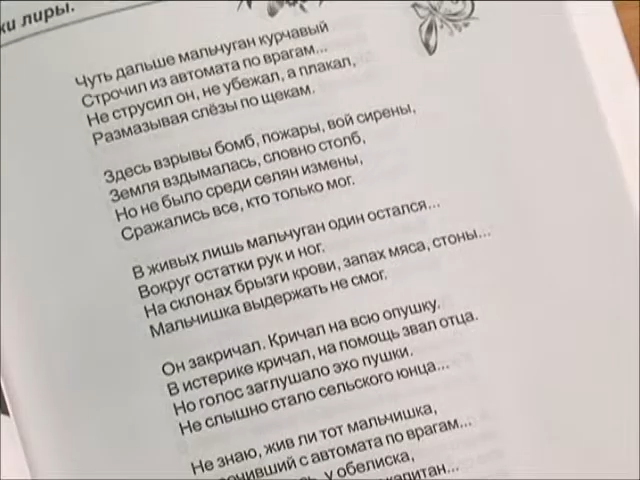 ки лиры.
Чуть дальше мальчуган курчавый
Строчил из автомата по врагам...
Не струсил он, не убежал, а плакал,
Размазывая слёзы по щекам.
Здесь взрывы бомб, пожары, вой сирены,
Земля вздымалась, словно столб,
Но не было среди селян измены,
Сражались все, кто только мог.
В живых лишь мальчуган один остался...
Вокруг остатки рук и ног.
На склонах брызги крови, запах мяса, стоны...
Мальчишка выдержать не смог.
Он закричал. Кричал на всю опушку.
В истерике кричал, на помощь звал отца.
Но голос заглушало эхо пушки.
Не слышно стало сельского юнца...
Не знаю, жив ли тот мальчишка,
очивший с автомата по врагам...
у обелиска,
капитан...